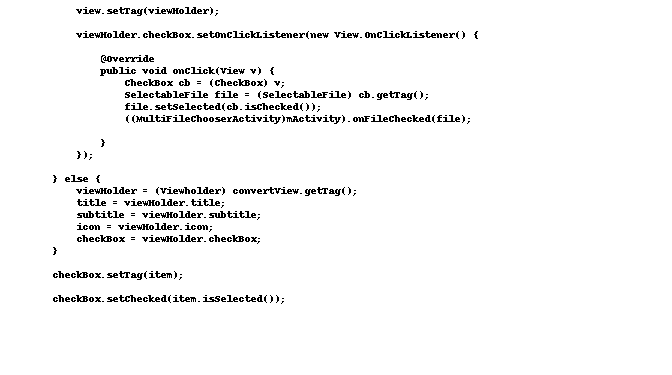 view.setTag(viewHolder);
viewHolder.checkBox.setOnClickListener(new View.OnClickListener() {
@Override
public void onClick(View v) {
CheckBox cb = (CheckBox) v;
SelectableFile file = (SelectableFile) cb.getTag();
file.setSelected(cb.isChecked());
((MultiFileChooserActivity)mActivity).onFileChecked(file);
}
});
} else {
viewHolder = (Viewholder) convertView.getTag();
title = viewHolder.title;
subtitle = viewHolder.subtitle;
icon = viewHolder.icon;
checkBox = viewHolder.checkBox;
}
checkBox.setTag(item);
checkBox.setChecked(item.isSelected());